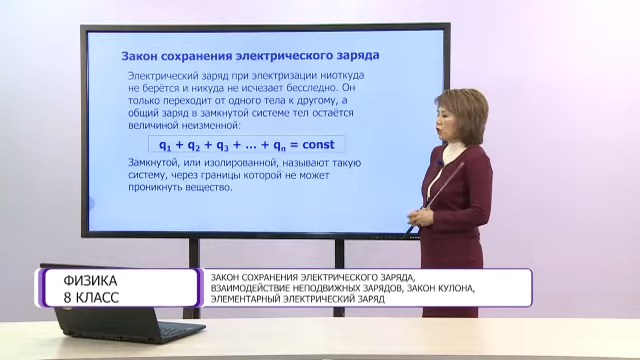 Закон сохранения электрического заряда
Электрический заряд при электризации ниоткуда
не берётся и никуда не исчезает бесследно. Он
только переходит от одного тела к другому, а
общий заряд в замкнутой системе тел остаётся
величиной неизменной:
q₁ + q₂ + q₃ + ... + qₙ = const
Замкнутой, или изолированной, называют такую
систему, через границы которой не может
проникнуть вещество.
ФИЗИКА
8 КЛАСС
ЗАКОН СОХРАНЕНИЯ ЭЛЕКТРИЧЕСКОГО ЗАРЯДА,
ВЗАИМОДЕЙСТВИЕ НЕПОДВИЖНЫХ ЗАРЯДОВ, ЗАКОН КУЛОНА,
ЭЛЕМЕНТАРНЫЙ ЭЛЕКТРИЧЕСКИЙ ЗАРЯД